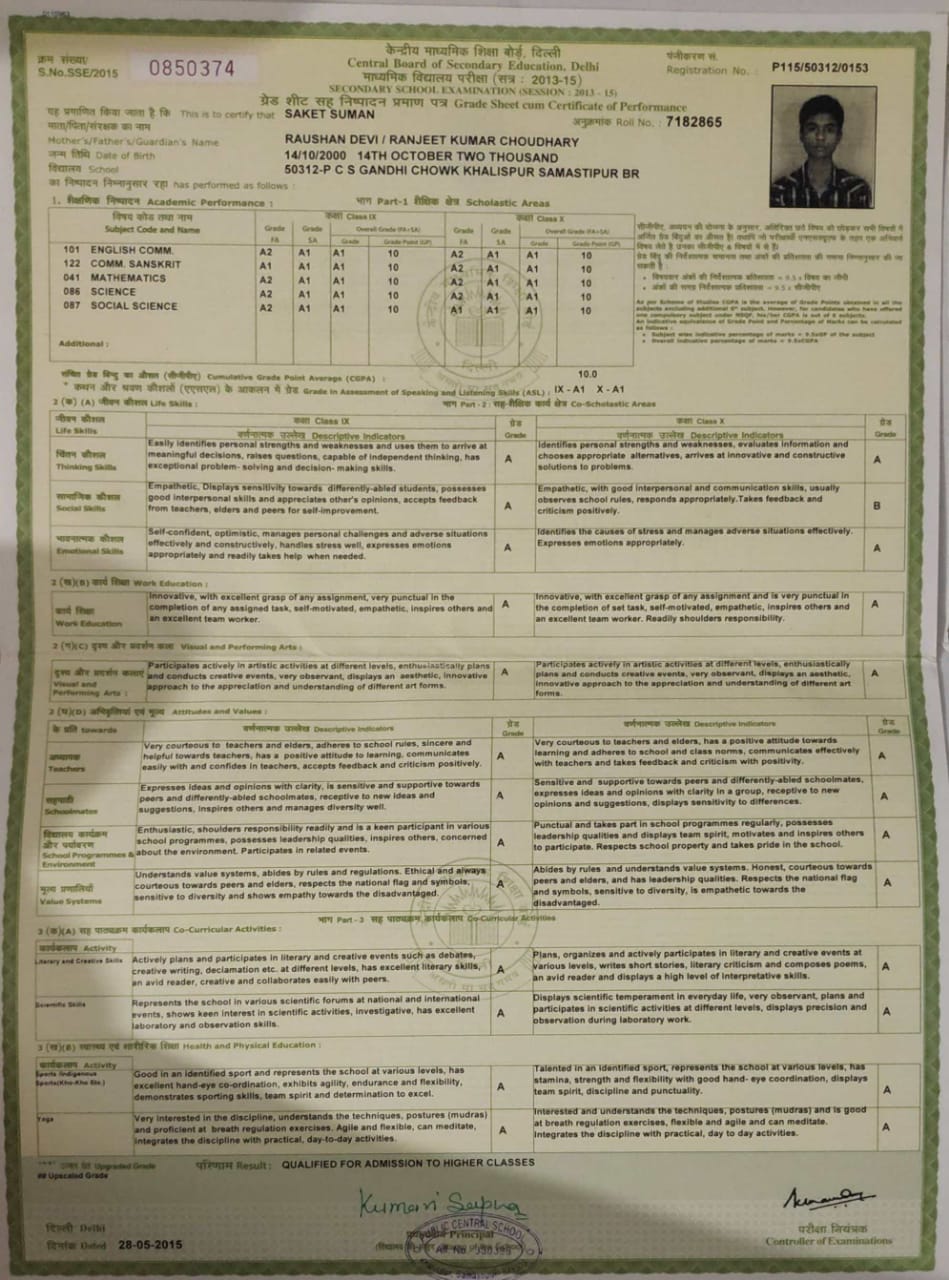 क्रम संख्या/
S.No.SSE/2015 0850374
केन्द्रीय माध्यमिक शिक्षा बोर्ड, दिल्ली
Central Board of Secondary Education, Delhi
माध्यमिक विद्यालय परीक्षा (सत्र : 2013-15)
SECONDARY SCHOOL EXAMINATION (SESSION : 2013 - 15)
ग्रेड शीट सह निष्पादन प्रमाण पत्र Grade Sheet cum Certificate of Performance
पंजीकरण सं.
Registration No. : P115/50312/0153
अनुक्रमांक Roll No. : 7182865
यह प्रमाणित किया जाता है कि This is to certify that SAKET SUMAN
माता/पिता/संरक्षक का नाम
Mother's/Father's/Guardian's Name RAUSHAN DEVI / RANJEET KUMAR CHOUDHARY
जन्म तिथि Date of Birth 14/10/2000 14TH OCTOBER TWO THOUSAND
विद्यालय School 50312-P C S GANDHI CHOWK KHALISPUR SAMASTIPUR BR
का निष्पादन निम्नानुसार रहा has performed as follows :
1. शैक्षणिक निष्पादन Academic Performance : भाग Part-1 शैक्षिक क्षेत्र Scholastic Areas
विषय कोड तथा नाम कक्षा Class IX कक्षा Class X
Subject Code and Name Grade FA Grade SA Overall Grade (FA+SA) Grade FA Grade SA Overall Grade (FA+SA)
Grade Grade Point (GP) Grade Grade Point (GP)
101 ENGLISH COMM. A2 A1 A1 10 A2 A1 A1 10
122 COMM. SANSKRIT A1 A1 A1 10 A2 A1 A1 10
041 MATHEMATICS A2 A1 A1 10 A2 A1 A1 10
086 SCIENCE A2 A1 A1 10 A2 A1 A1 10
087 SOCIAL SCIENCE A2 A1 A1 10 A1 A1 A1 10
Additional :
As per Scheme of Studies CGPA is the average of Grade Points obtained in all the
subjects excluding additional 6th subject. However, for candidates who have offered
one compulsory subject under NSQF, his/her CGPA is out of 6 subjects.
An indicative equivalence of Grade Point and Percentage of Marks can be calculated
as follows :
• Subject wise indicative percentage of marks = 9.5xGP of the subject
• Overall indicative percentage of marks = 9.5xCGPA
संचित ग्रेड बिन्दु का औसत (सीजीपीए) Cumulative Grade Point Average (CGPA) : 10.0
* कथन और श्रवण कौशलों (एएसएल) के आकलन में ग्रेड Grade in Assessment of Speaking and Listening Skills (ASL) : IX - A1 X - A1
2 (क) (A) जीवन कौशल Life Skills : भाग Part - 2 : सह-शैक्षिक कार्य क्षेत्र Co-Scholastic Areas
जीवन कौशल कक्षा Class IX ग्रेड कक्षा Class X ग्रेड
Life Skills वर्णनात्मक उल्लेख Descriptive Indicators Grade वर्णनात्मक उल्लेख Descriptive Indicators Grade
चिंतन कौशल
Thinking Skills
Easily identifies personal strengths and weaknesses and uses them to arrive at
meaningful decisions, raises questions, capable of independent thinking, has
exceptional problem- solving and decision- making skills.
A
Identifies personal strengths and weaknesses, evaluates information and
chooses appropriate alternatives, arrives at innovative and constructive
solutions to problems.
A
सामाजिक कौशल
Social Skills
Empathetic, Displays sensitivity towards differently-abled students, possesses
good interpersonal skills and appreciates other's opinions, accepts feedback
from teachers, elders and peers for self-improvement.
A
Empathetic, with good interpersonal and communication skills, usually
observes school rules, responds appropriately.Takes feedback and
criticism positively.
B
भावनात्मक कौशल
Emotional Skills
Self-confident, optimistic, manages personal challenges and adverse situations
effectively and constructively, handles stress well, expresses emotions
appropriately and readily takes help when needed.
A
Identifies the causes of stress and manages adverse situations effectively.
Expresses emotions appropriately.
A
2 (ख)(B) कार्य शिक्षा Work Education :
कार्य शिक्षा
Work Education
Innovative, with excellent grasp of any assignment, very punctual in the
completion of any assigned task, self-motivated, empathetic, inspires others and
an excellent team worker.
A
Innovative, with excellent grasp of any assignment and is very punctual in
the completion of set task, self-motivated, empathetic, inspires others and
an excellent team worker. Readily shoulders responsibility.
A
2 (ग)(C) दृश्य और प्रदर्शन कला Visual and Performing Arts :
दृश्य और प्रदर्शन कलाएं
Visual and
Performing Arts :
Participates actively in artistic activities at different levels, enthusiastically plans
and conducts creative events, very observant, displays an aesthetic, innovative
approach to the appreciation and understanding of different art forms.
A
Participates actively in artistic activities at different levels, enthusiastically
plans and conducts creative events, very observant, displays an aesthetic,
innovative approach to the appreciation and understanding of different art
forms.
A
2 (घ)(D) अभिवृत्तियां एवं मूल्य Attitudes and Values :
के प्रति towards वर्णनात्मक उल्लेख Descriptive Indicators ग्रेड Grade वर्णनात्मक उल्लेख Descriptive Indicators ग्रेड Grade
अध्यापक
Teachers
Very courteous to teachers and elders, adheres to school rules, sincere and
helpful towards teachers, has a positive attitude to learning, communicates
easily with and confides in teachers, accepts feedback and criticism positively.
A
Very courteous to teachers and elders, has a positive attitude towards
learning and adheres to school and class norms, communicates effectively
with teachers and takes feedback and criticism with positivity.
A
सहपाठी
Schoolmates
Expresses ideas and opinions with clarity, is sensitive and supportive towards
peers and differently-abled schoolmates, receptive to new ideas and
suggestions, inspires others and manages diversity well.
A
Sensitive and supportive towards peers and differently-abled schoolmates,
expresses ideas and opinions with clarity in a group, receptive to new
opinions and suggestions, displays sensitivity to differences.
A
विद्यालय कार्यक्रम
और पर्यावरण
School Programmes &
Environment
Enthusiastic, shoulders responsibility readily and is a keen participant in various
school programmes, possesses leadership qualities, inspires others, concerned
about the environment. Participates in related events.
A
Punctual and takes part in school programmes regularly, possesses
leadership qualities and displays team spirit, motivates and inspires others
to participate. Respects school property and takes pride in the school.
A
मूल्य प्रणालियां
Value Systems
Understands value systems, abides by rules and regulations. Ethical and always
courteous towards peers and elders, respects the national flag and symbols,
sensitive to diversity and shows empathy towards the disadvantaged.
A
Abides by rules and understands value systems. Honest, courteous towards
peers and elders, and has leadership qualities. Respects the national flag
and symbols, sensitive to diversity, is empathetic towards the
disadvantaged.
A
भाग Part-3 सह पाठ्यक्रम कार्यकलाप Co-Curricular Activities
3 (क)(A) सह पाठ्यक्रम कार्यकलाप Co-Curricular Activities :
कार्यकलाप Activity
Literary and Creative Skills
Actively plans and participates in literary and creative events such as debates,
creative writing, declamation etc. at different levels, has excellent literary skills,
an avid reader, creative and collaborates easily with peers.
A
Plans, organizes and actively participates in literary and creative events at
various levels, writes short stories, literary criticism and composes poems,
an avid reader and displays a high level of interpretative skills.
A
Scientific Skills
Represents the school in various scientific forums at national and international
events, shows keen interest in scientific activities, investigative, has excellent
laboratory and observation skills.
A
Displays scientific temperament in everyday life, very observant, plans and
participates in scientific activities at different levels, displays precision and
observation during laboratory work.
A
3 (ख)(B) स्वास्थ्य एवं शारीरिक शिक्षा Health and Physical Education :
कार्यकलाप Activity
Sports /Indigenous
Sports(Kho-Kho Etc.)
Good in an identified sport and represents the school at various levels, has
excellent hand-eye co-ordination, exhibits agility, endurance and flexibility,
demonstrates sporting skills, team spirit and determination to excel.
A
Talented in an identified sport, represents the school at various levels, has
stamina, strength and flexibility with good hand- eye coordination, displays
team spirit, discipline and punctuality.
A
Yoga
Very interested in the discipline, understands the techniques, postures (mudras)
and proficient at breath regulation exercises. Agile and flexible, can meditate,
integrates the discipline with practical, day-to-day activities.
A
Interested and understands the techniques, postures (mudras) and is good
at breath regulation exercises, flexible and agile and can meditate.
Integrates the discipline with practical, day to day activities.
A
Upgraded Grade परिणाम Result : QUALIFIED FOR ADMISSION TO HIGHER CLASSES
## Upscaled Grade
Kumari
दिल्ली Delhi
दिनांक Dated 28-05-2015
Principal
PUBLIC CENTRAL SCHOOL
परीक्षा नियंत्रक
Controller of Examinations